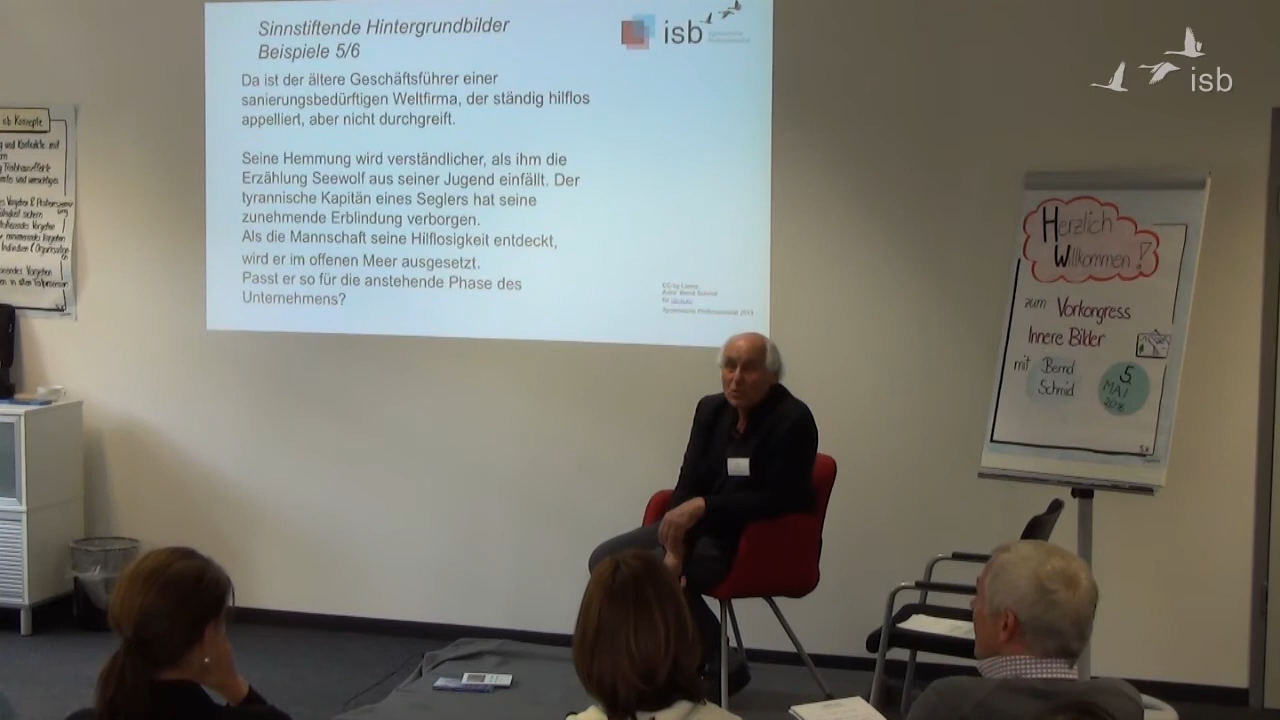 Sinnstiftende Hintergrundbilder
Beispiele 5/6
isb
Da ist der ältere Geschäftsführer einer
sanierungsbedürftigen Weltfirma, der ständig hilflos
appelliert, aber nicht durchgreift.
Seine Hemmung wird verständlicher, als ihm die
Erzählung Seewolf aus seiner Jugend einfällt. Der
tyrannische Kapitän eines Seglers hat seine
zunehmende Erblindung verborgen.
Als die Mannschaft seine Hilflosigkeit entdeckt,
wird er im offenen Meer ausgesetzt.
Passt er so für die anstehende Phase des
Unternehmens?
isb
isb Konzepte
Herzlich
Willkommen!
zum Vorkongress
Innere Bilder
mit Bernd
Schmid
5.
MAI
2016